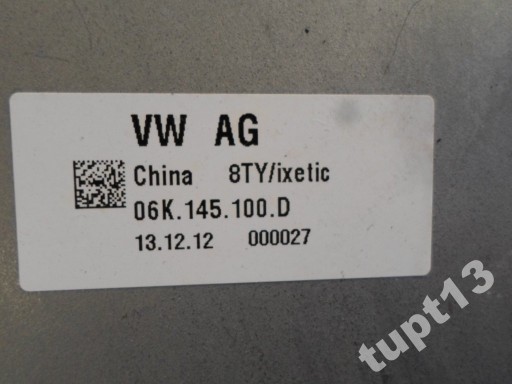 VW AG
China 8TY/ixetic
06K.145.100.D
13.12.12 000027
tupt13